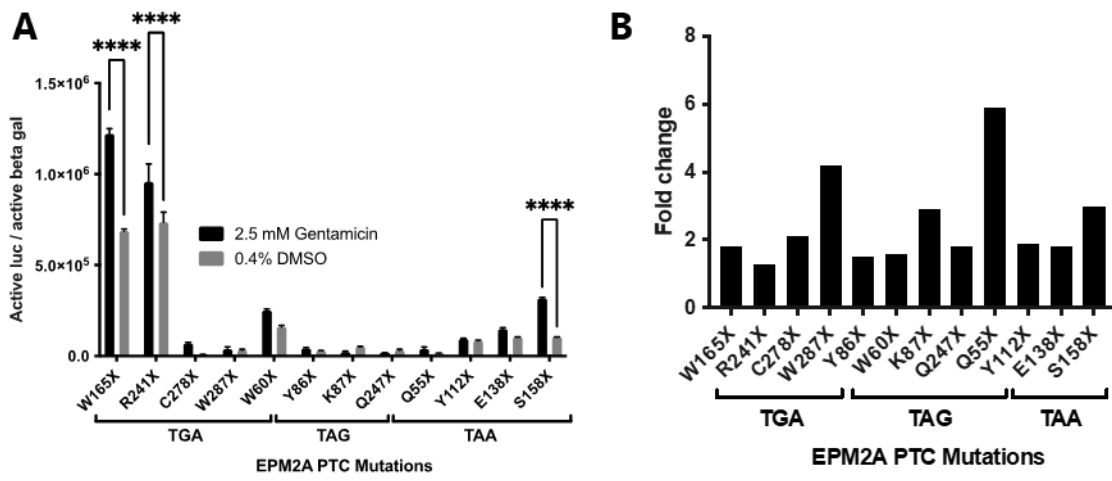 A
**** ****
1.5×10⁶
1.0×10⁶
5.0×10⁵
0.0
Active luc / active beta gal
2.5 mM Gentamicin
0.4% DMSO
****
W165X R241X C278X W287X W60X Y86X K87X Q247X Q55X Y112X E138X S158X
TGA TAG TAA
EPM2A PTC Mutations
B
8
6
4
2
0
Fold change
W165X R241X C278X W287X Y86X W60X K87X Q247X Q55X Y112X E138X S158X
TGA TAG TAA
EPM2A PTC Mutations